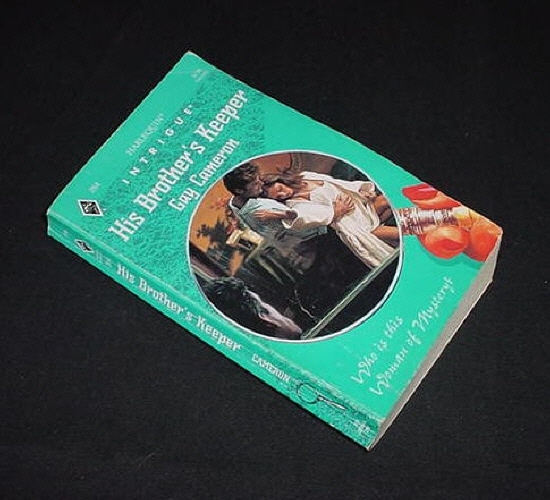 HARLEQUIN®
INTRIGUE®
His Brother's Keeper
Gay Cameron
Who is this
Woman of Mystery?
His Brother's Keeper
CAMERON